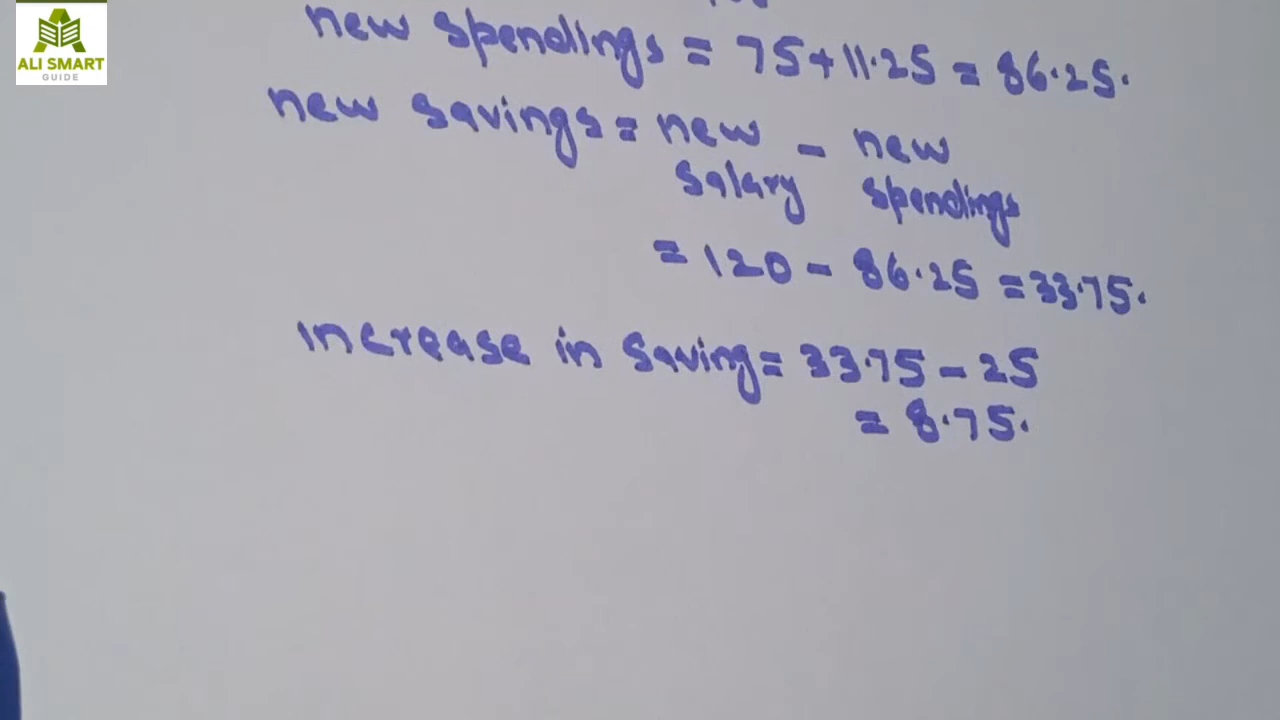 ALI SMART
GUIDE
new spendings = 75+11.25 = 86.25.
new savings = new - new
salary spendings
= 120 - 86.25 = 33.75.
increase in saving = 33.75 - 25
= 8.75.